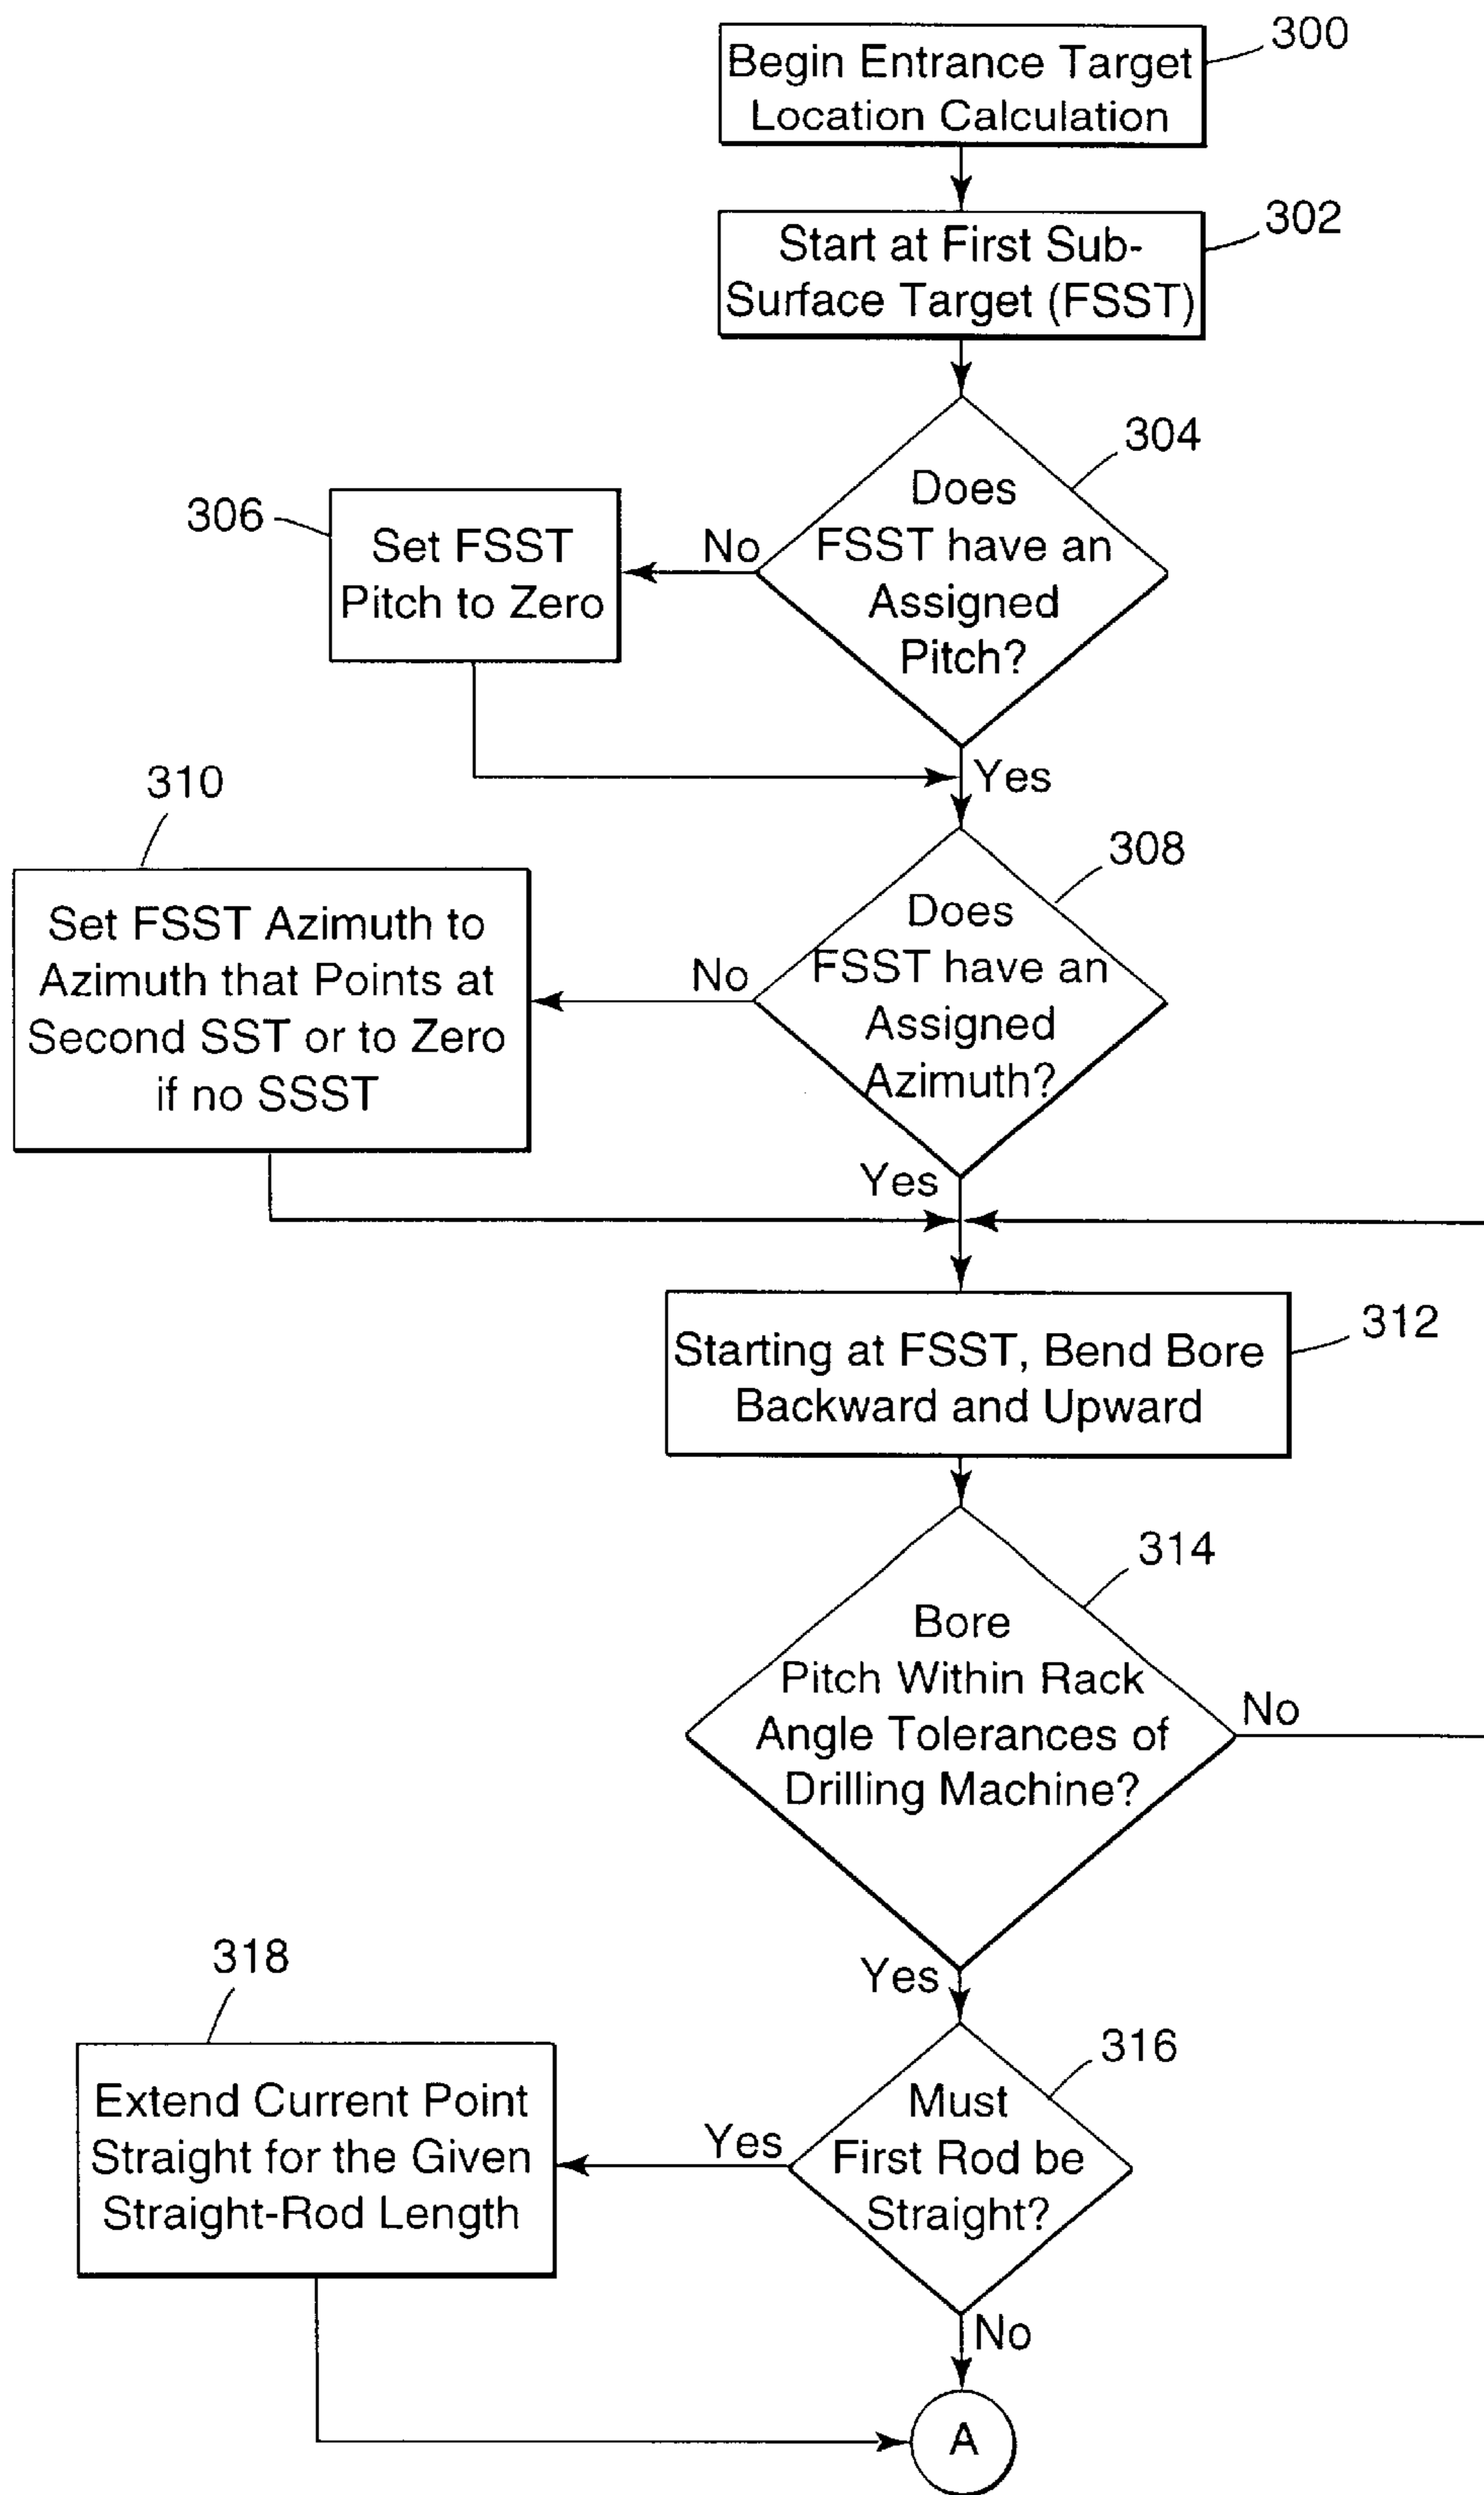 300
Begin Entrance Target
Location Calculation
302
Start at First Sub-
Surface Target (FSST)
304
Does
FSST have an
Assigned
Pitch?
No
306
Set FSST
Pitch to Zero
Yes
310
308
Does
FSST have an
Assigned
Azimuth?
No
Set FSST Azimuth to
Azimuth that Points at
Second SST or to Zero
if no SSST
Yes
312
Starting at FSST, Bend Bore
Backward and Upward
314
Bore
Pitch Within Rack
Angle Tolerances of
Drilling Machine?
No
Yes
318
316
Must
First Rod be
Straight?
Yes
Extend Current Point
Straight for the Given
Straight-Rod Length
No
A